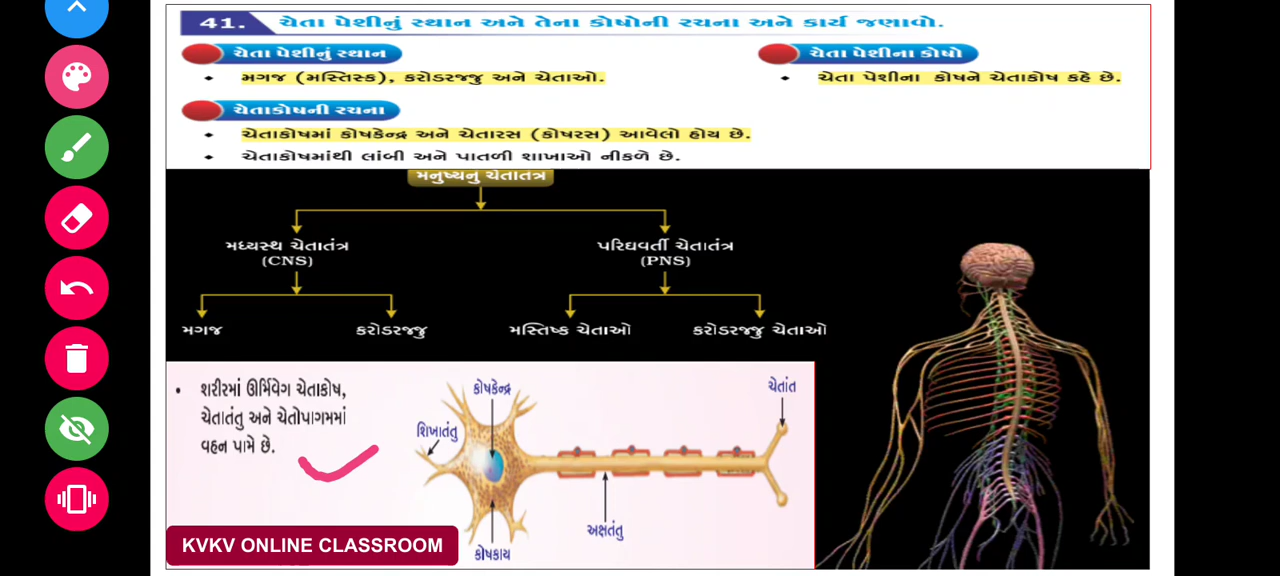 41. ચેતા પેશીનું સ્થાન અને તેના કોષોની રચના અને કાર્ય જણાવો.
ચેતા પેશીનું સ્થાન
• મગજ (મસ્તિસ્ક), કરોડરજ્જુ અને ચેતાઓ.
ચેતા પેશીના કોષો
• ચેતા પેશીના કોષને ચેતાકોષ કહે છે.
ચેતાકોષની રચના
• ચેતાકોષમાં કોષકેન્દ્ર અને ચેતારસ (કોષરસ) આવેલો હોય છે.
• ચેતાકોષમાંથી લાંબી અને પાતળી શાખાઓ નીકળે છે.
મનુષ્યનુ ચેતાતંત્ર
મધ્યસ્થ ચેતાતંત્ર
(CNS)
પરિઘવર્તી ચેતાતંત્ર
(PNS)
મગજ
કરોડરજ્જુ
મસ્તિષ્ક ચેતાઓ
કરોડરજ્જુ ચેતાઓ
• શરીરમાં ઊર્મિવેગ ચેતાકોષ,
ચેતાતંતુ અને ચેતોપાગમમાં
વહન પામે છે.
કોષકેન્દ્ર
ચેતાંત
શિખાતંતુ
અક્ષતંતુ
કોષકાય
KVKV ONLINE CLASSROOM